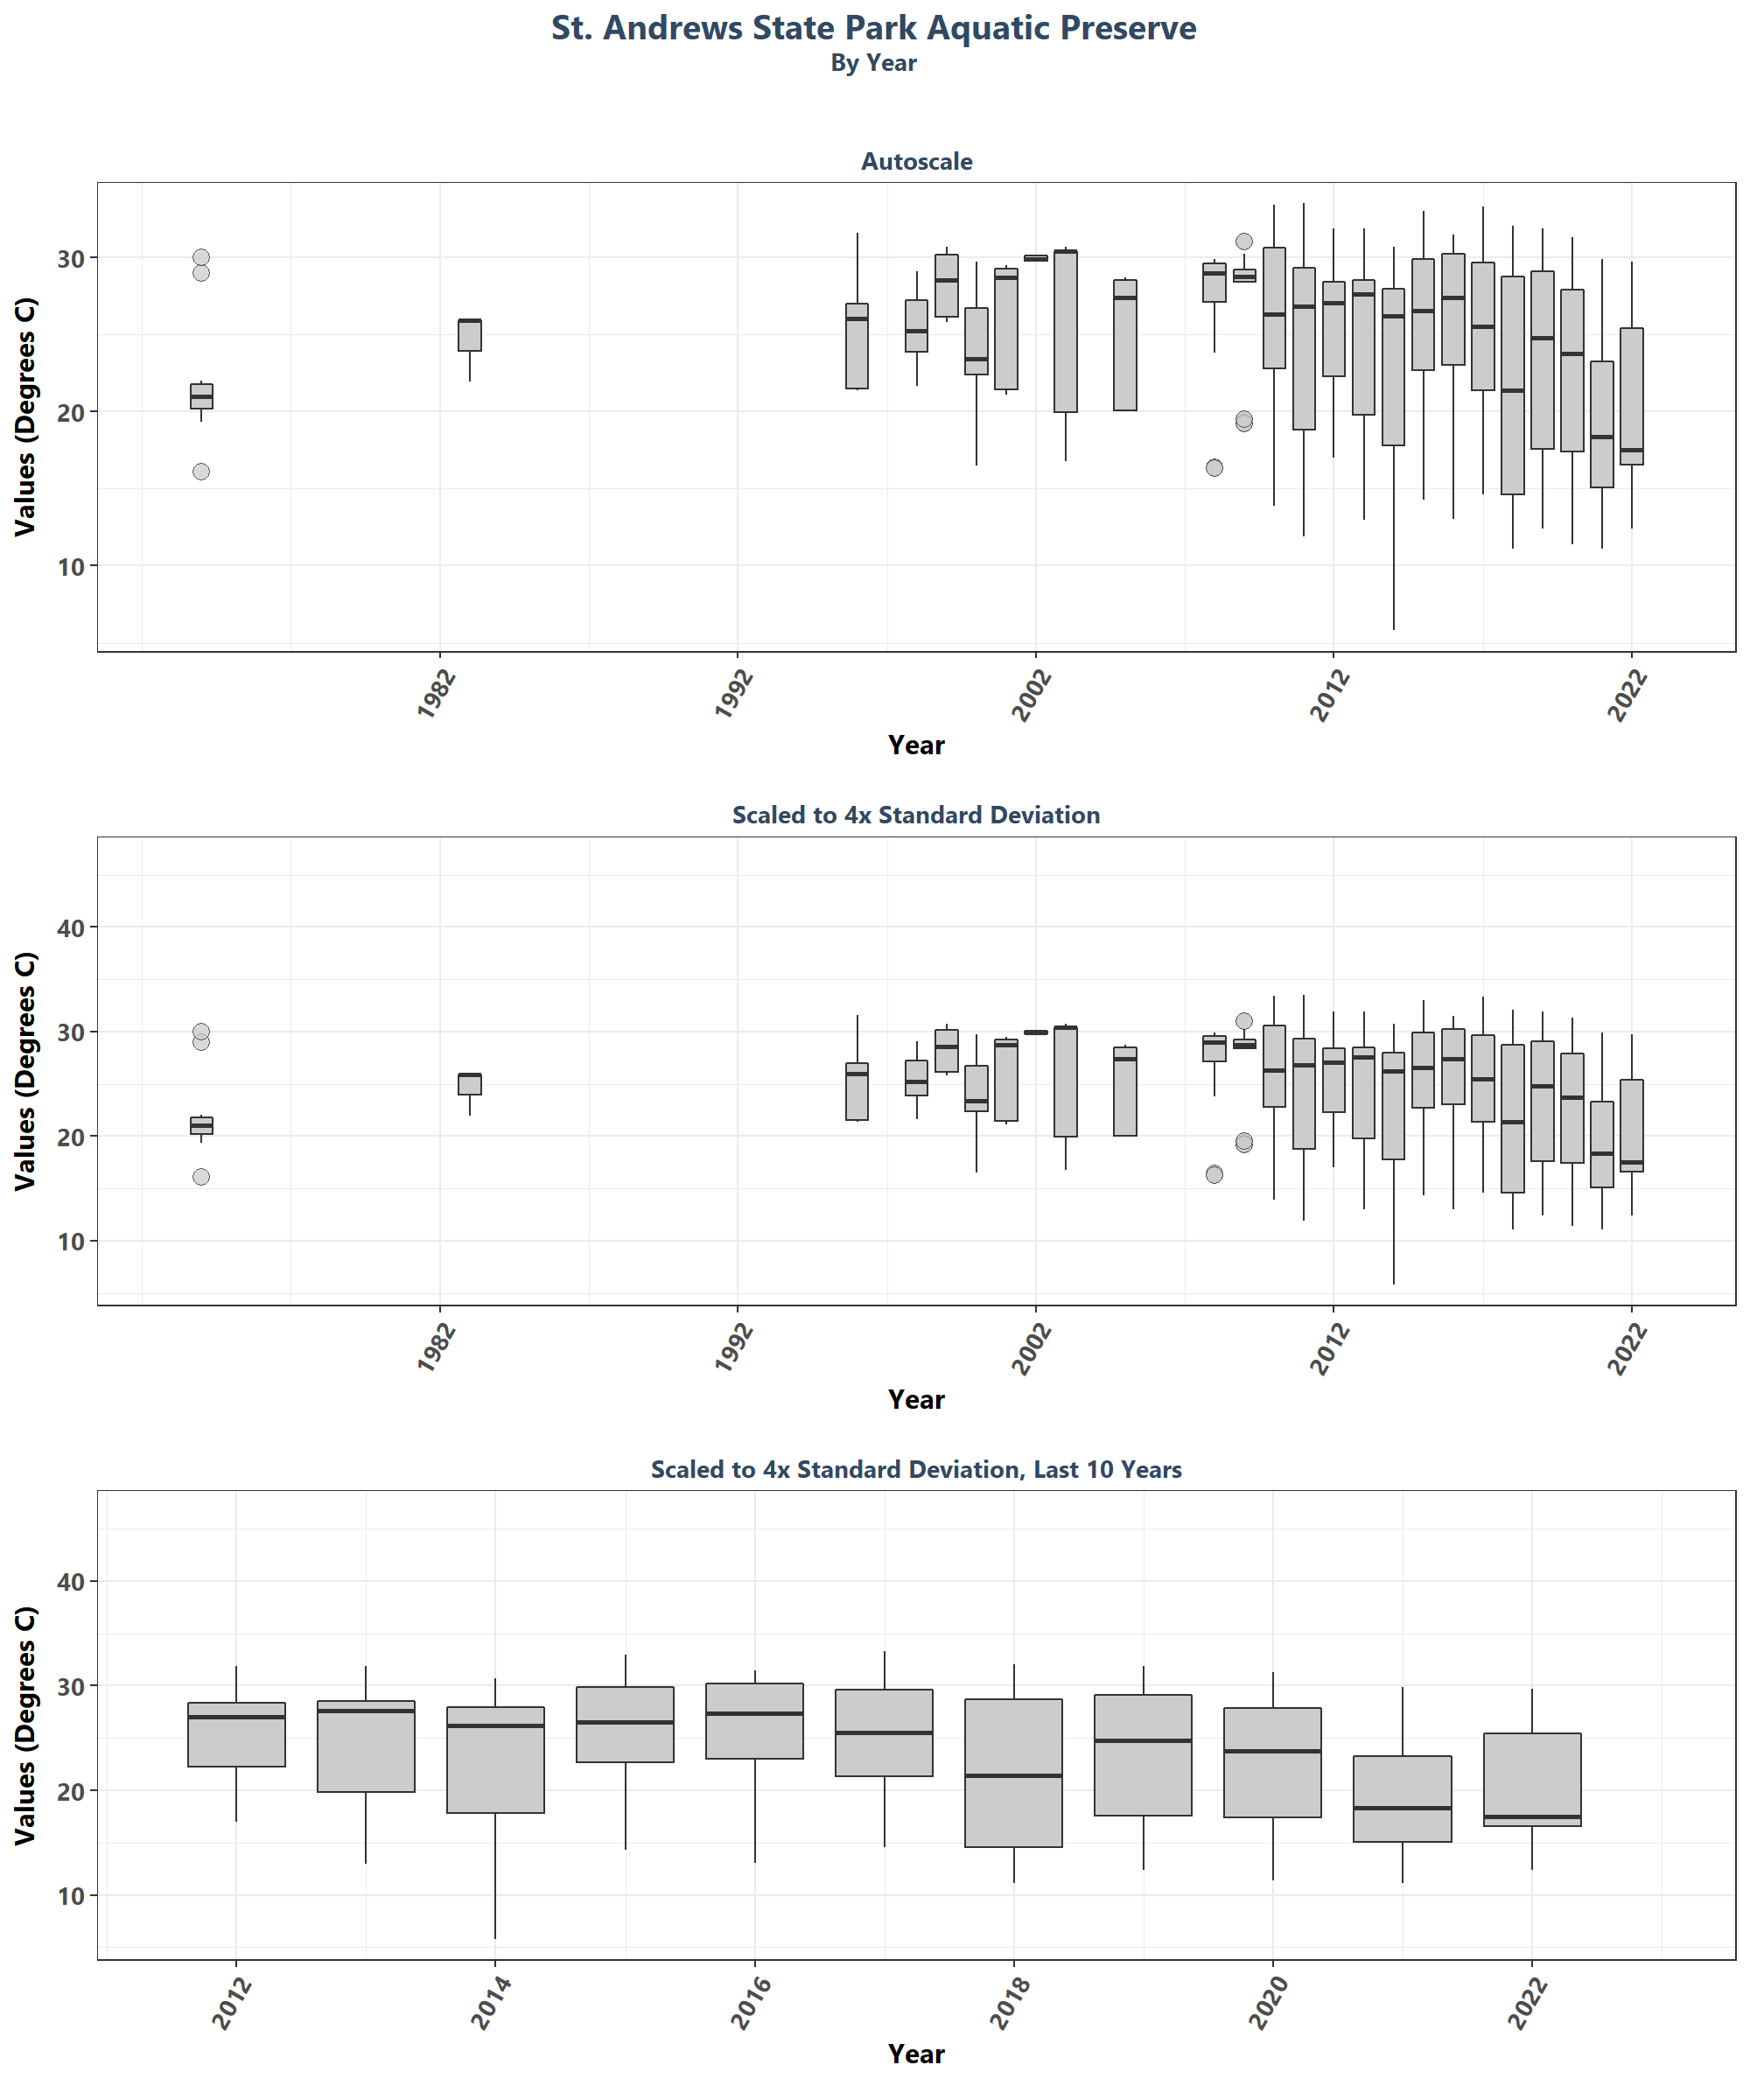 St. Andrews State Park Aquatic Preserve
By Year
Autoscale
Values (Degrees C)
30
20
10
1982
1992
2002
2012
2022
Year
Scaled to 4x Standard Deviation
Values (Degrees C)
40
30
20
10
1982
1992
2002
2012
2022
Year
Scaled to 4x Standard Deviation, Last 10 Years
Values (Degrees C)
40
30
20
10
2012
2014
2016
2018
2020
2022
Year